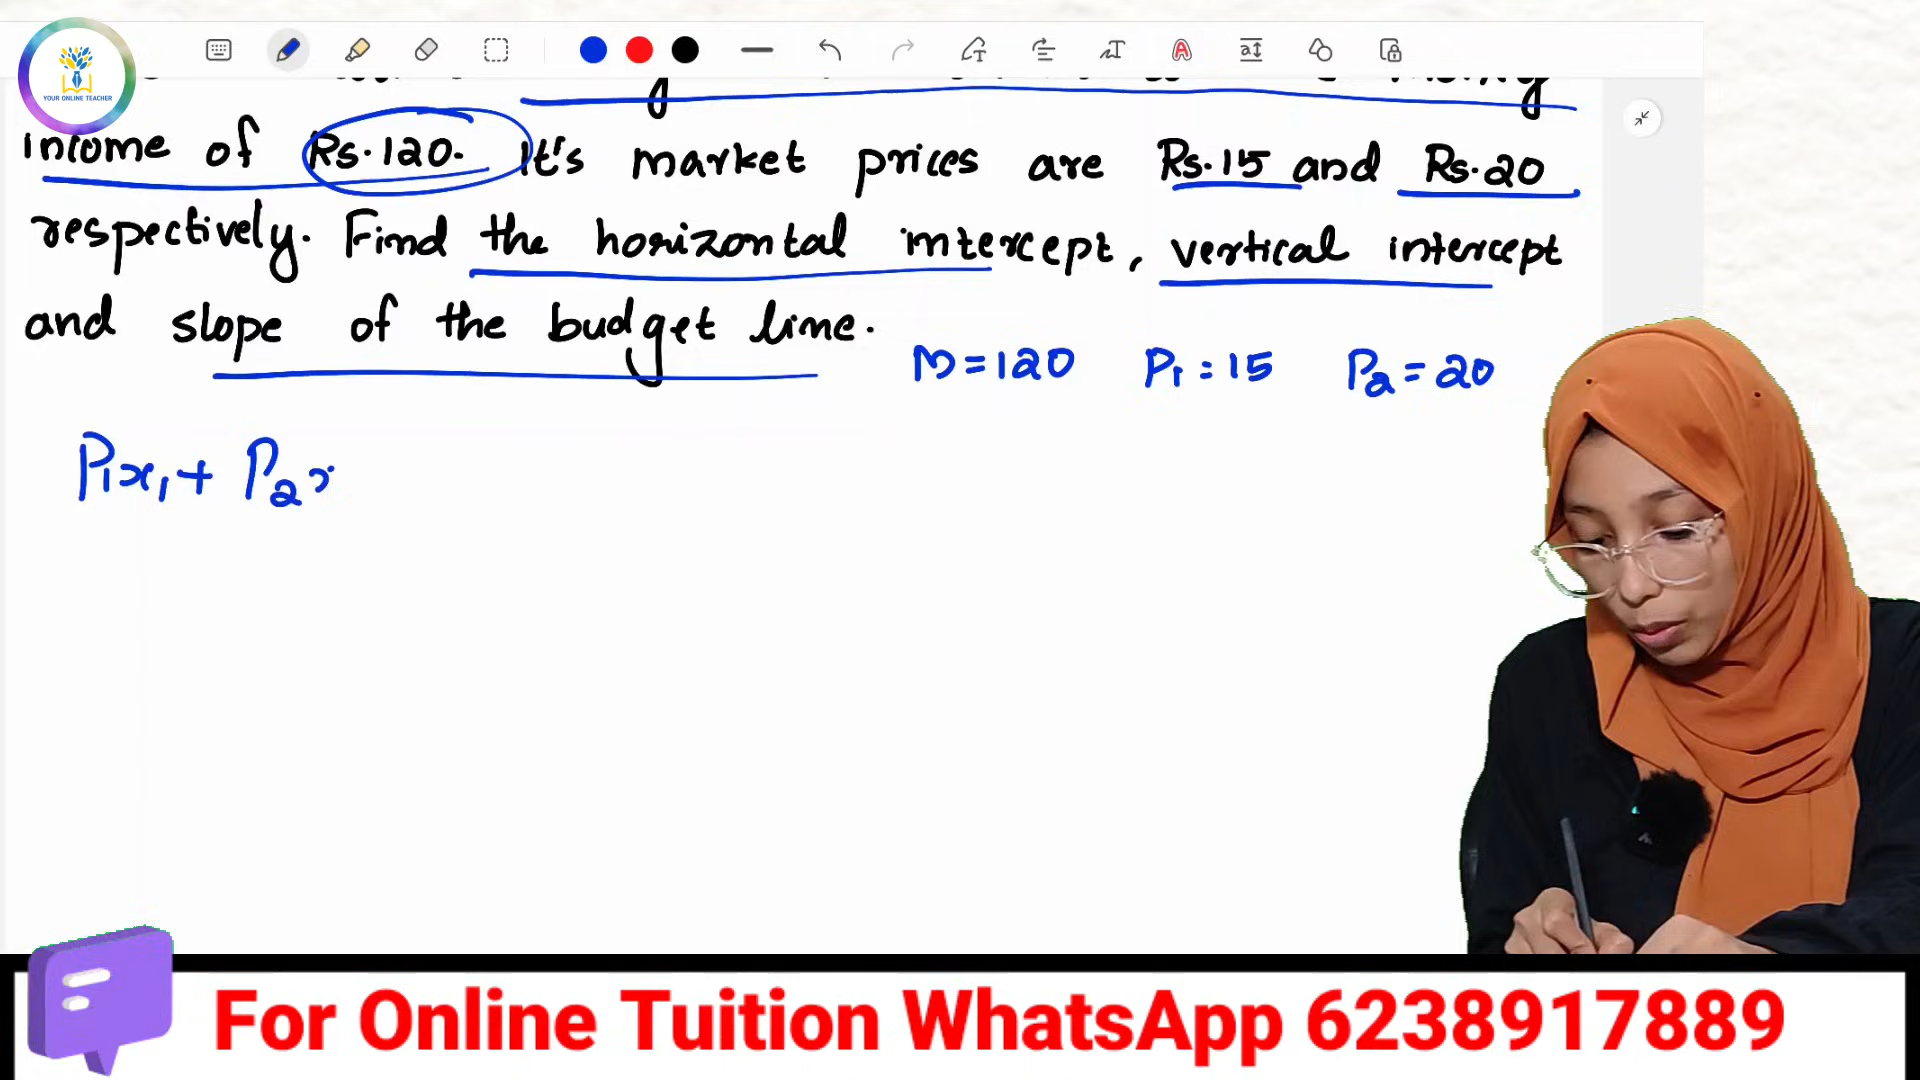 YOUR ONLINE TEACHER
income of Rs.120. It's market prices are Rs.15 and Rs.20
respectively. Find the horizontal intercept, vertical intercept
and slope of the budget line.
M = 120 P1 = 15 P2 = 20
P1x1 + P2x
For Online Tuition WhatsApp 6238917889